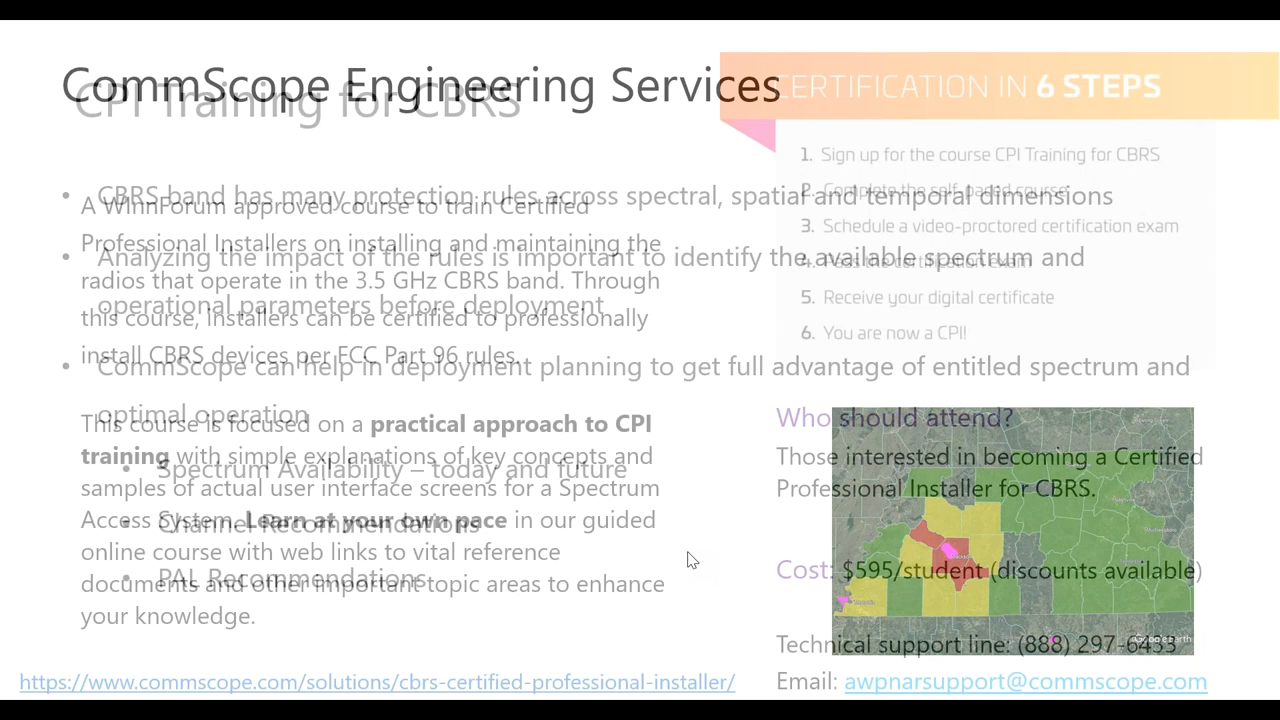 CommScope Engineering Services
• CBRS band has many protection rules across spectral, spatial and temporal dimensions
• Analyzing the impact of the rules is important to identify the available spectrum and
operational parameters before deployment
• CommScope can help in deployment planning to get full advantage of entitled spectrum and
optimal operation
• Spectrum Availability – today and future
• Channel Recommendations
• PAL Recommendations
CPI Training for CBRS
A WInnForum approved course to train Certified
Professional Installers on installing and maintaining the
radios that operate in the 3.5 GHz CBRS band. Through
this course, installers can be certified to professionally
install CBRS devices per FCC Part 96 rules.
This course is focused on a practical approach to CPI
training with simple explanations of key concepts and
samples of actual user interface screens for a Spectrum
Access System. Learn at your own pace in our guided
online course with web links to vital reference
documents and other important topic areas to enhance
your knowledge.
https://www.commscope.com/solutions/cbrs-certified-professional-installer/
CERTIFICATION IN 6 STEPS
1. Sign up for the course CPI Training for CBRS
2. Complete the self-paced course
3. Schedule a video-proctored certification exam
4. Pass the certification exam
5. Receive your digital certificate
6. You are now a CPI!
Who should attend?
Those interested in becoming a Certified
Professional Installer for CBRS.
Cost: $595/student (discounts available)
Technical support line: (888) 297-6433
Email: awpnarsupport@commscope.com
Google Earth